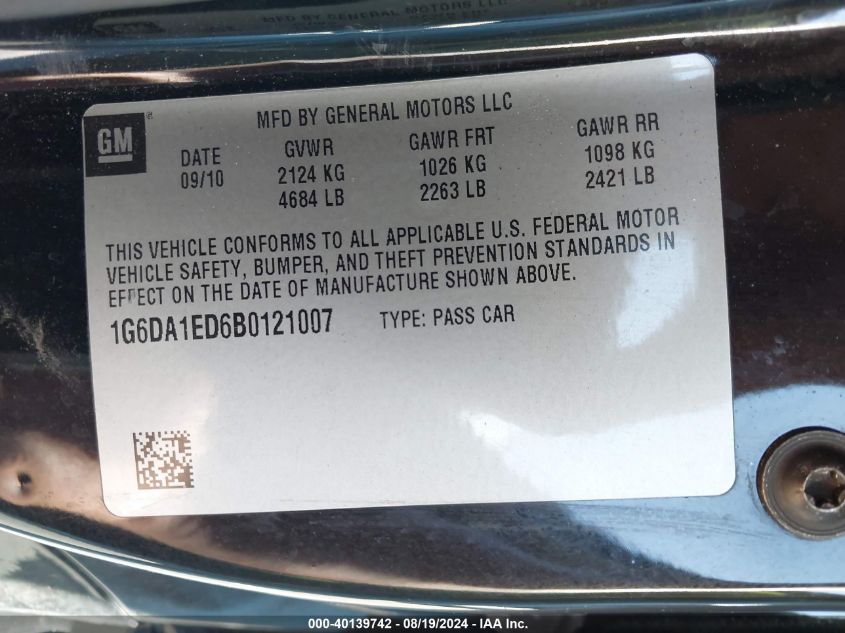 MFD BY GENERAL MOTORS LLC
GM
DATE GVWR GAWR FRT GAWR RR
09/10 2124 KG 1026 KG 1098 KG
4684 LB 2263 LB 2421 LB
THIS VEHICLE CONFORMS TO ALL APPLICABLE U.S. FEDERAL MOTOR
VEHICLE SAFETY, BUMPER, AND THEFT PREVENTION STANDARDS IN
EFFECT ON THE DATE OF MANUFACTURE SHOWN ABOVE.
1G6DA1ED6B0121007 TYPE: PASS CAR
000-40139742 - 08/19/2024 - IAA Inc.